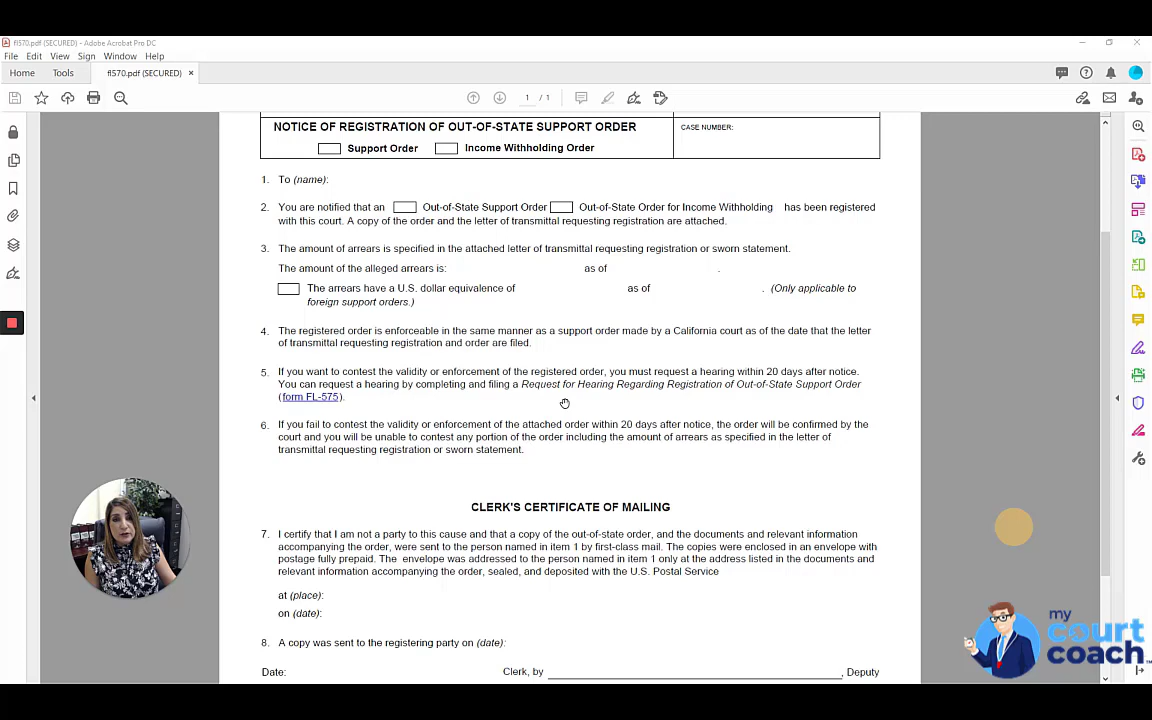 fl570.pdf (SECURED) - Adobe Acrobat Pro DC
File Edit View Sign Window Help
Home Tools fl570.pdf (SECURED) ×
1 / 1
NOTICE OF REGISTRATION OF OUT-OF-STATE SUPPORT ORDER
CASE NUMBER:
Support Order Income Withholding Order
1. To (name):
2. You are notified that an Out-of-State Support Order Out-of-State Order for Income Withholding has been registered
with this court. A copy of the order and the letter of transmittal requesting registration are attached.
3. The amount of arrears is specified in the attached letter of transmittal requesting registration or sworn statement.
The amount of the alleged arrears is: as of .
The arrears have a U.S. dollar equivalence of as of . (Only applicable to
foreign support orders.)
4. The registered order is enforceable in the same manner as a support order made by a California court as of the date that the letter
of transmittal requesting registration and order are filed.
5. If you want to contest the validity or enforcement of the registered order, you must request a hearing within 20 days after notice.
You can request a hearing by completing and filing a Request for Hearing Regarding Registration of Out-of-State Support Order
(form FL-575).
6. If you fail to contest the validity or enforcement of the attached order within 20 days after notice, the order will be confirmed by the
court and you will be unable to contest any portion of the order including the amount of arrears as specified in the letter of
transmittal requesting registration or sworn statement.
CLERK'S CERTIFICATE OF MAILING
7. I certify that I am not a party to this cause and that a copy of the out-of-state order, and the documents and relevant information
accompanying the order, were sent to the person named in item 1 by first-class mail. The copies were enclosed in an envelope with
postage fully prepaid. The envelope was addressed to the person named in item 1 only at the address listed in the documents and
relevant information accompanying the order, sealed, and deposited with the U.S. Postal Service
at (place):
on (date):
8. A copy was sent to the registering party on (date):
Date: Clerk, by , Deputy
my
court
coach